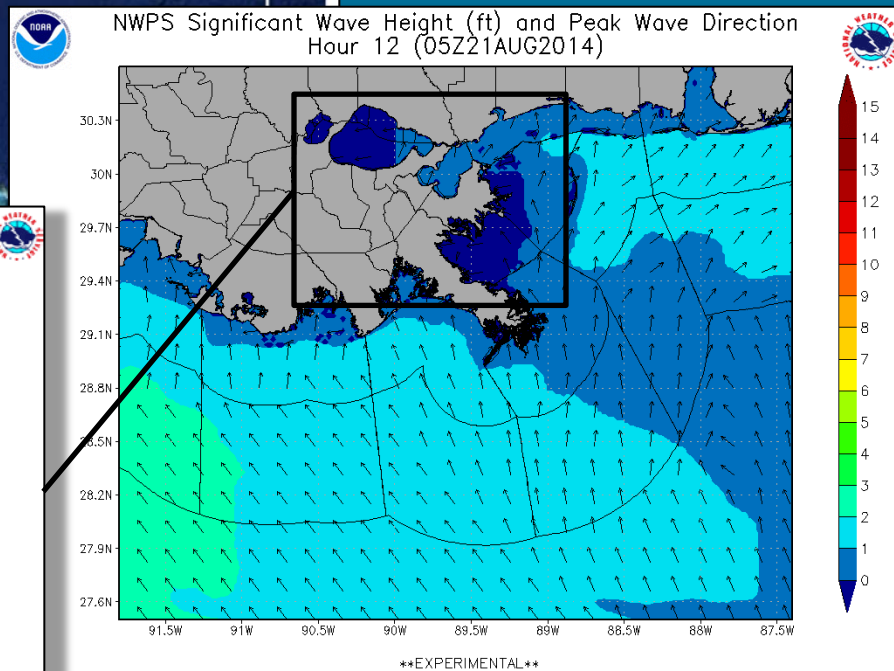 NWPS Significant Wave Height (ft) and Peak Wave Direction
Hour 12 (05Z21AUG2014)
NOAA
30.3N
30N
29.7N
29.4N
29.1N
28.8N
28.5N
28.2N
27.9N
27.6N
91.5W
91W
90.5W
90W
89.5W
89W
88.5W
88W
87.5W
15
14
13
12
11
10
9
8
7
6
5
4
3
2
1
0
**EXPERIMENTAL**